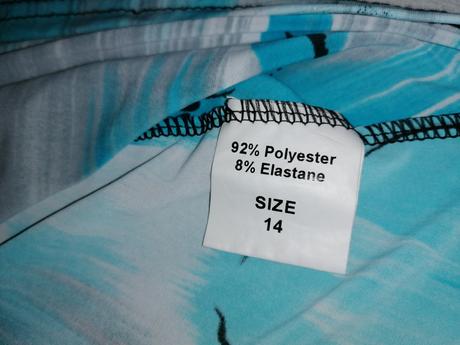 92% Polyester
8% Elastane
SIZE
14